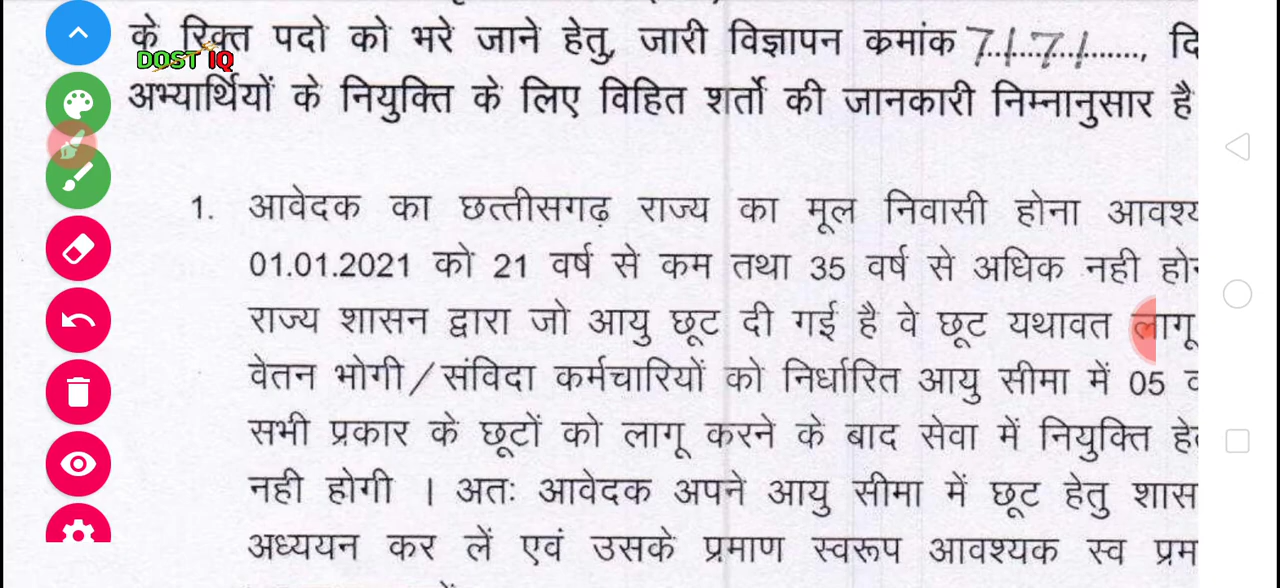 के रिक्त पदो को भरे जाने हेतु, जारी विज्ञापन कमांक 7171,
DOST IQ
अभ्यार्थियों के नियुक्ति के लिए विहित शर्तो की जानकारी निम्नानुसार है
1. आवेदक का छत्तीसगढ़ राज्य का मूल निवासी होना
01.01.2021 को 21 वर्ष से कम तथा 35 वर्ष से अधिक नही
राज्य शासन द्वारा जो आयु छूट दी गई है वे छूट यथावत लागू
वेतन भोगी/संविदा कर्मचारियों को निर्धारित आयु सीमा में 05
सभी प्रकार के छूटों को लागू करने के बाद सेवा में नियुक्ति
नही होगी । अतः आवेदक अपने आयु सीमा में छूट हेतु
अध्ययन कर लें एवं उसके प्रमाण स्वरूप आवश्यक स्व